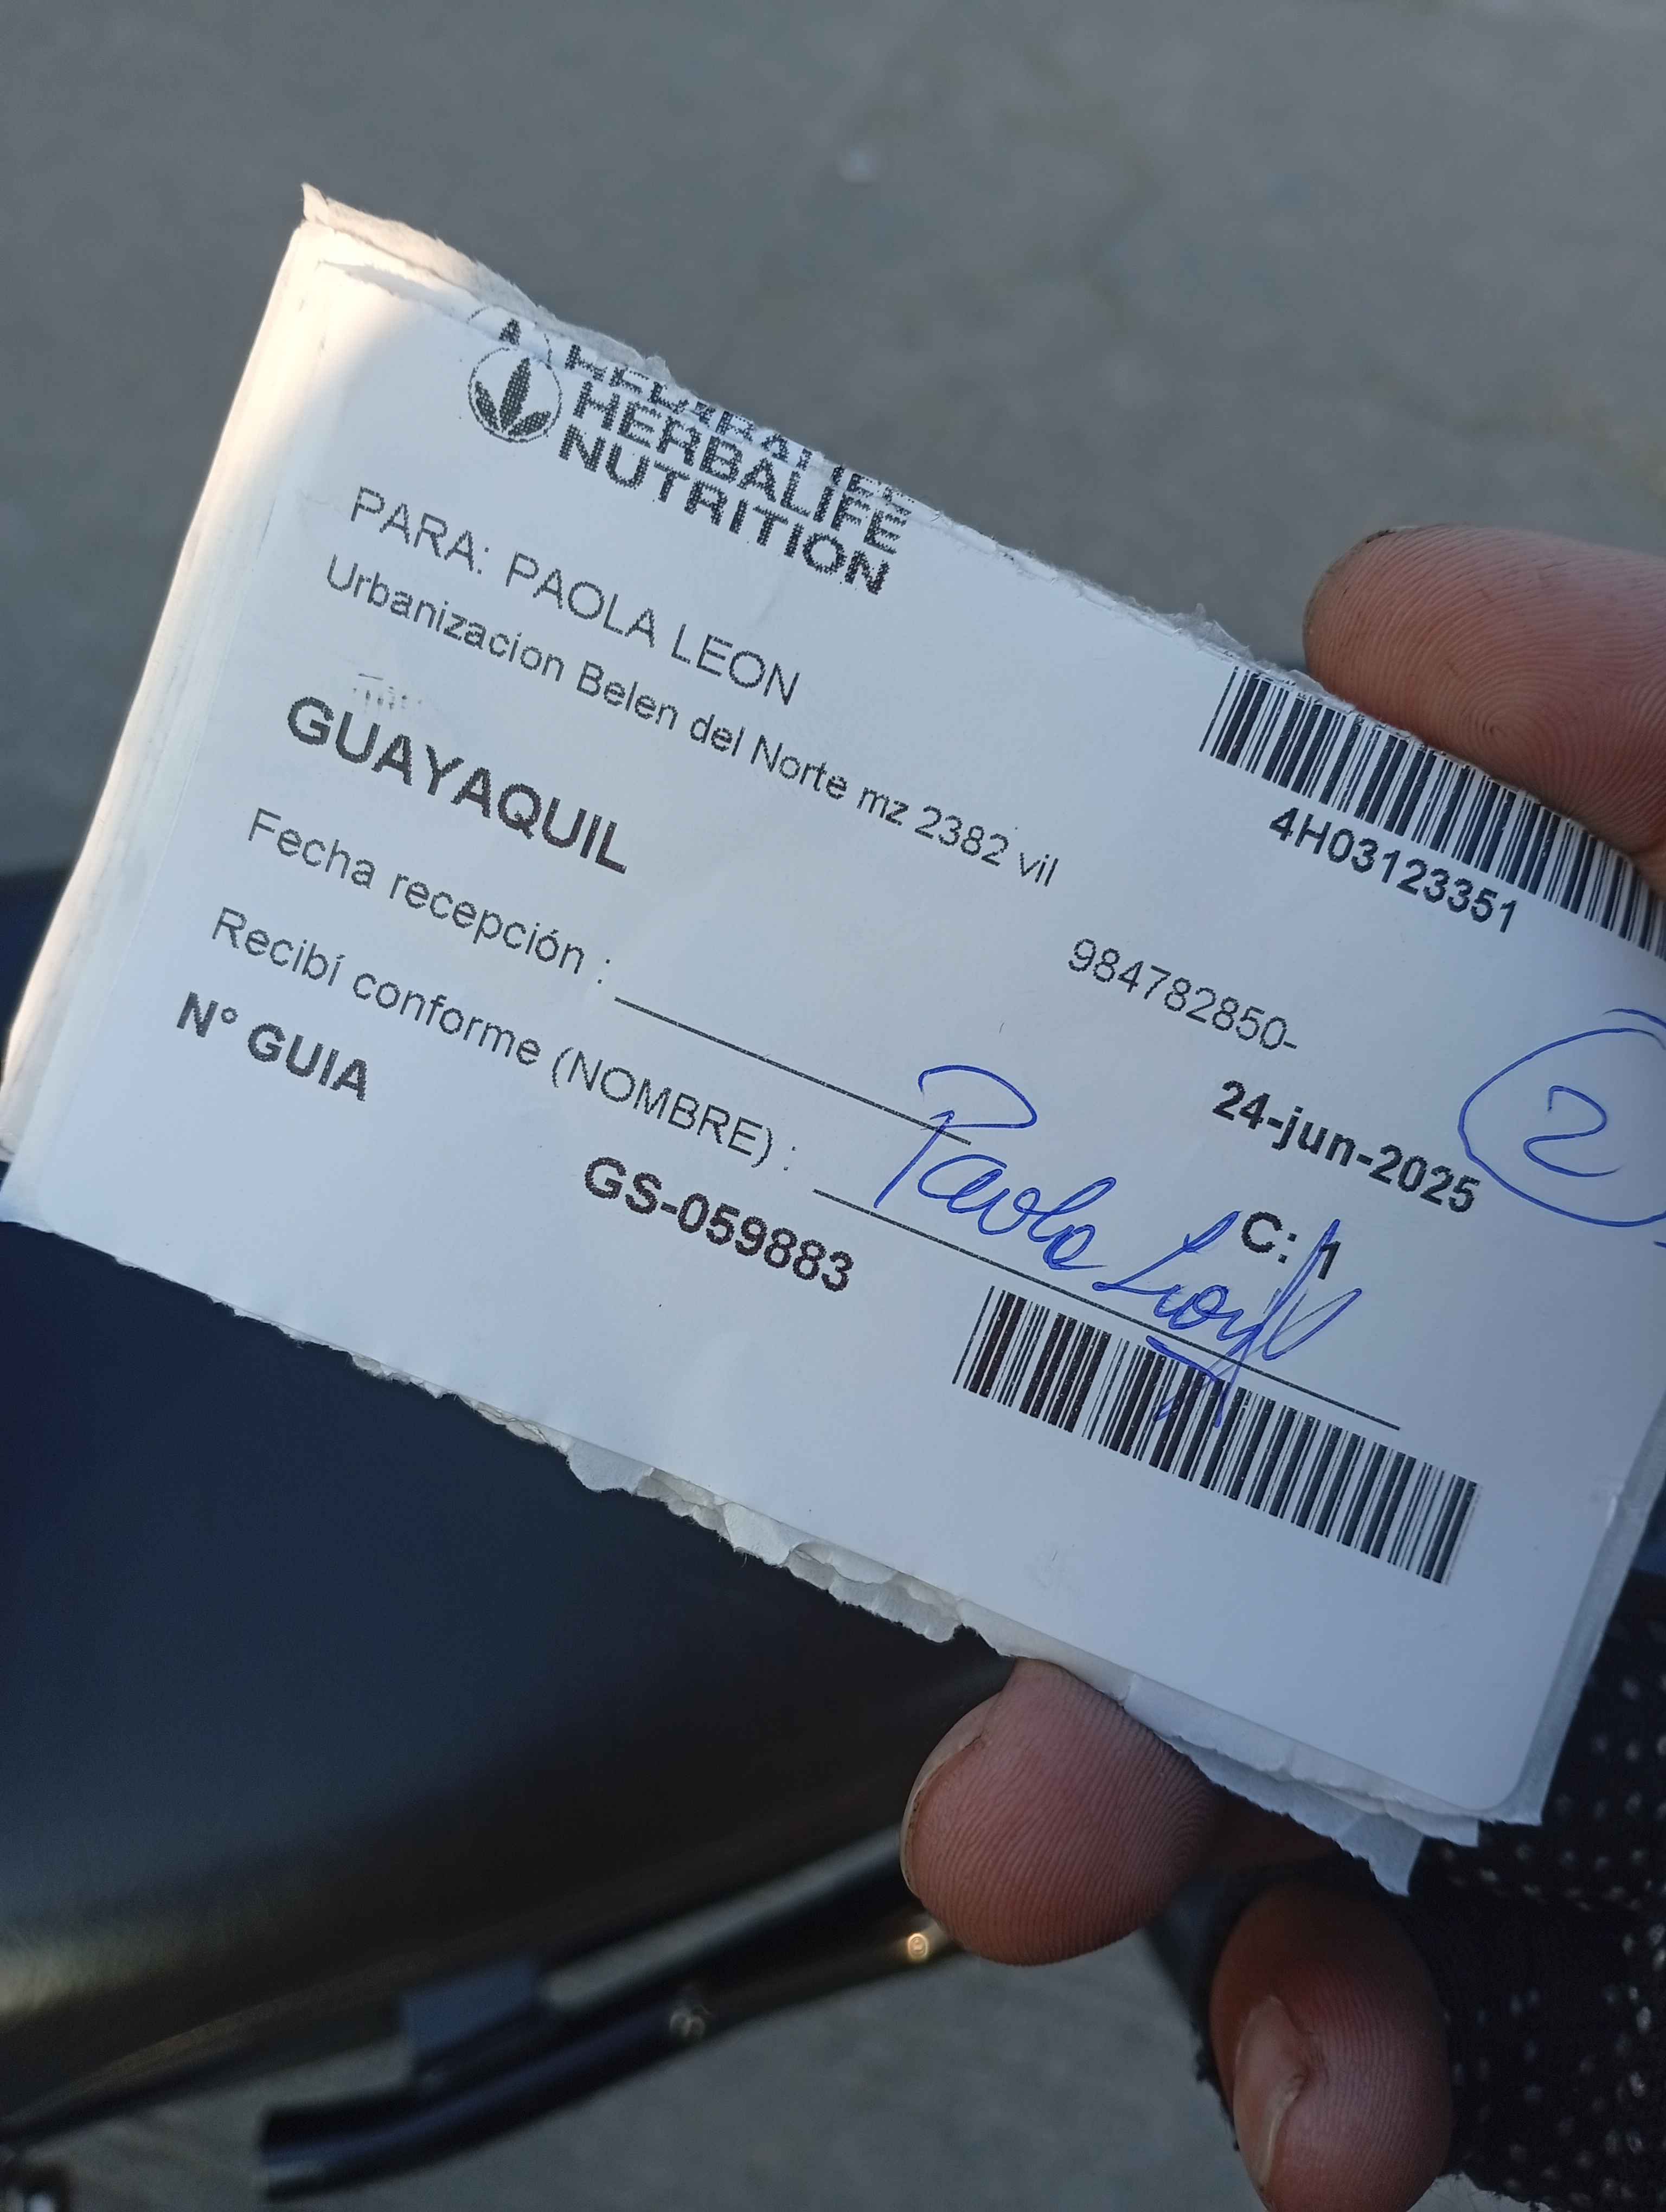 HERBALIFE
HERBALIFE
NUTRITION
PARA: PAOLA LEON
Urbanizacion Belen del Norte mz 2382 vil
4H03123351
GUAYAQUIL
984782850-
Fecha recepción :
24-jun-2025
2
Recibí conforme (NOMBRE) :
Paola
C: 1
N° GUIA
GS-059883